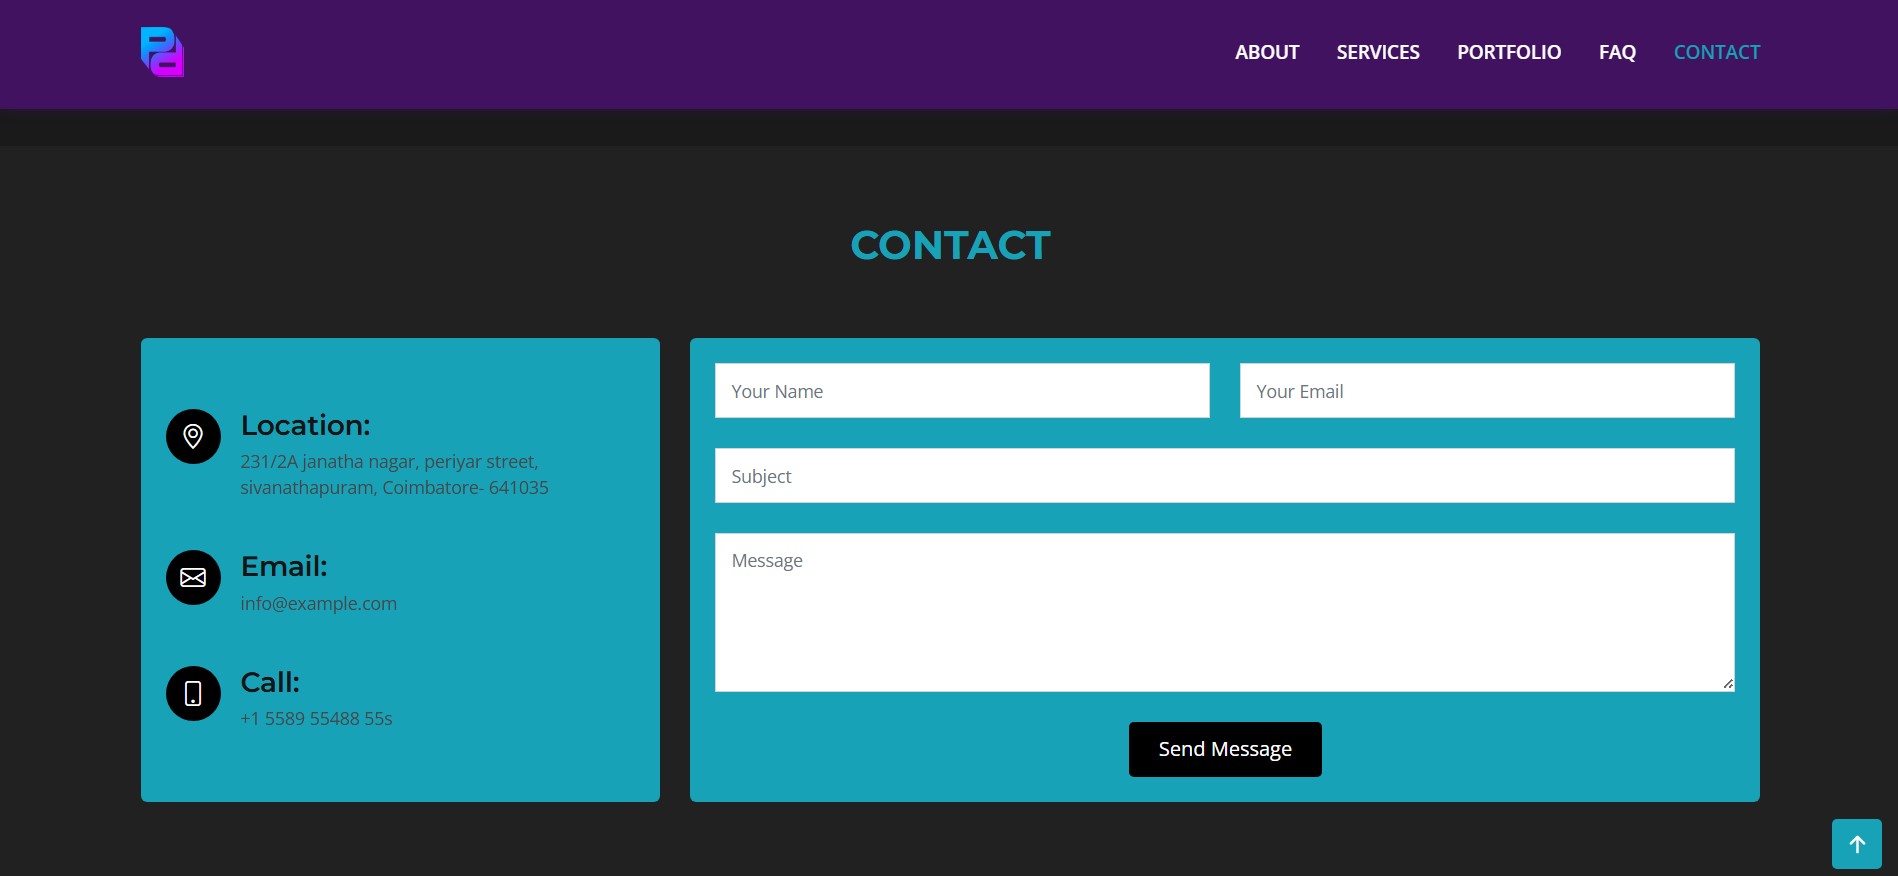 ABOUT SERVICES PORTFOLIO FAQ CONTACT
CONTACT
Location:
231/2A janatha nagar, periyar street,
sivanathapuram, Coimbatore- 641035
Email:
info@example.com
Call:
+1 5589 55488 55s
Your Name
Your Email
Subject
Message
Send Message